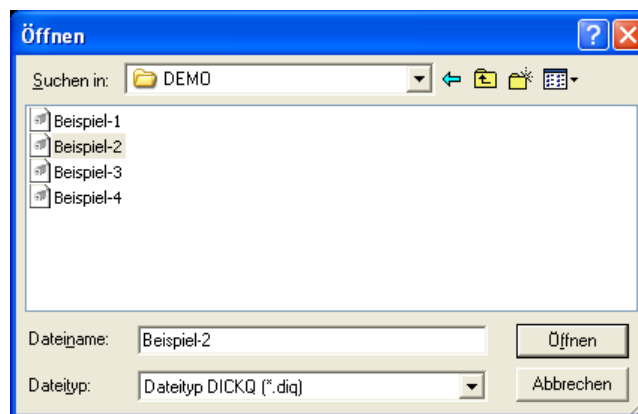 Öffnen
Suchen in: DEMO
Beispiel-1
Beispiel-2
Beispiel-3
Beispiel-4
Dateiname: Beispiel-2 Öffnen
Dateityp: Dateityp DICKQ (*.diq) Abbrechen